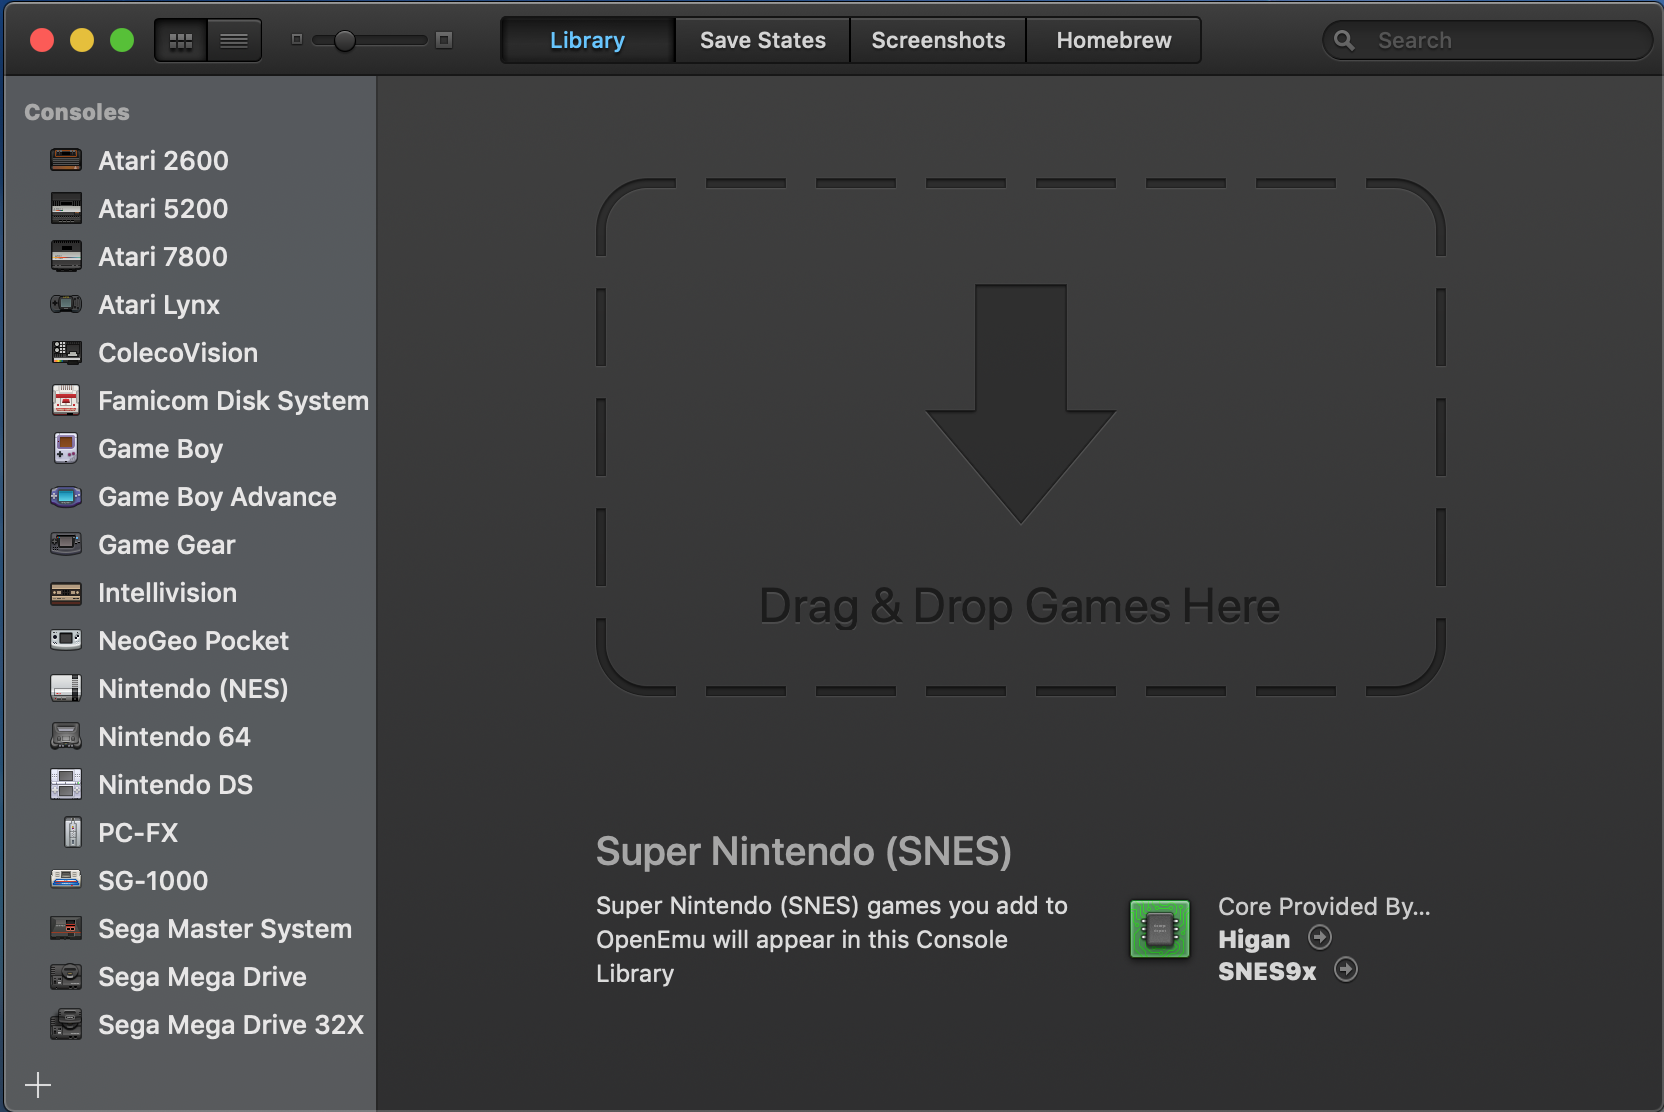 Library
Save States
Screenshots
Homebrew
Search
Consoles
Atari 2600
Atari 5200
Atari 7800
Atari Lynx
ColecoVision
Famicom Disk System
Game Boy
Game Boy Advance
Game Gear
Intellivision
NeoGeo Pocket
Nintendo (NES)
Nintendo 64
Nintendo DS
PC-FX
SG-1000
Sega Master System
Sega Mega Drive
Sega Mega Drive 32X
Drag & Drop Games Here
Super Nintendo (SNES)
Super Nintendo (SNES) games you add to
OpenEmu will appear in this Console
Library
Core Provided By...
Higan
SNES9x